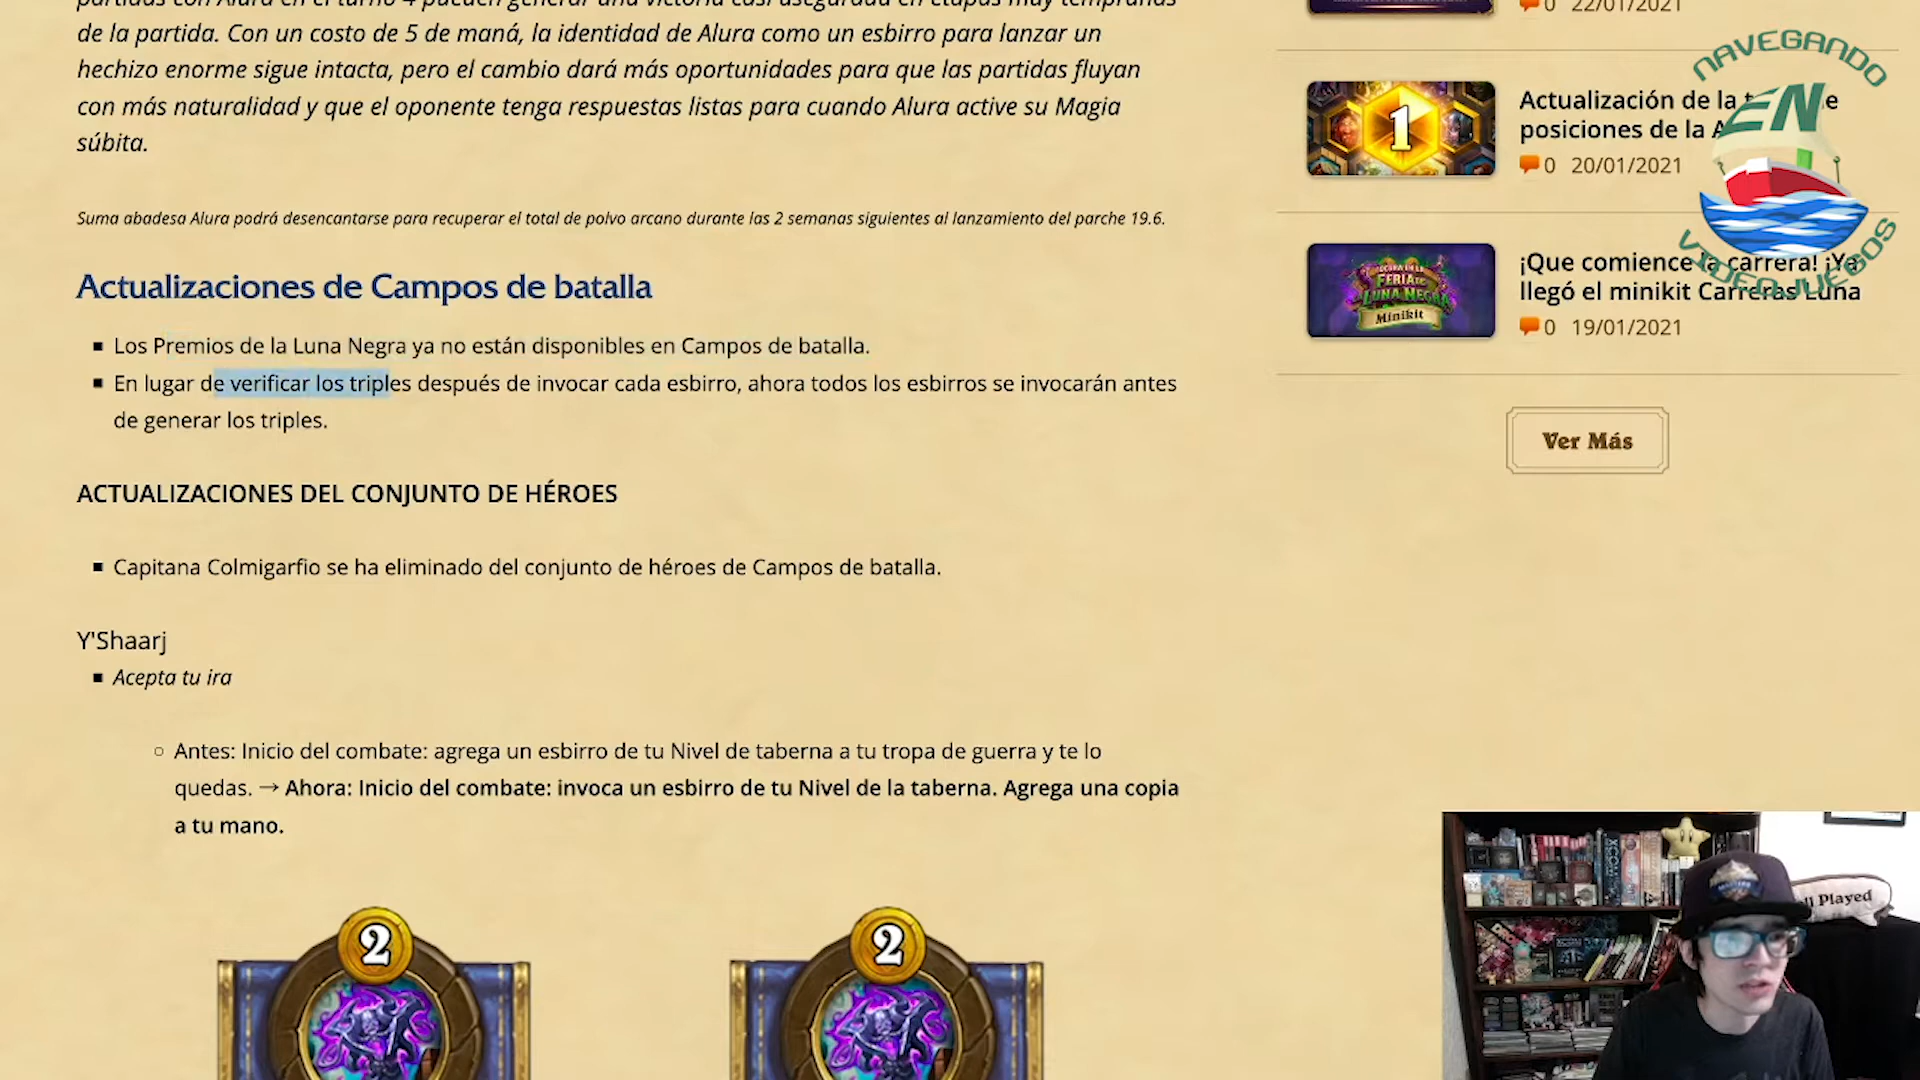 partidas con Alura en el turno 4 pueden generar una victoria casi asegurada en etapas muy tempranas
de la partida. Con un costo de 5 de maná, la identidad de Alura como un esbirro para lanzar un
hechizo enorme sigue intacta, pero el cambio dará más oportunidades para que las partidas fluyan
con más naturalidad y que el oponente tenga respuestas listas para cuando Alura active su Magia
súbita.
Suma abadesa Alura podrá desencantarse para recuperar el total de polvo arcano durante las 2 semanas siguientes al lanzamiento del parche 19.6.
Actualizaciones de Campos de batalla
▪ Los Premios de la Luna Negra ya no están disponibles en Campos de batalla.
▪ En lugar de verificar los triples después de invocar cada esbirro, ahora todos los esbirros se invocarán antes
de generar los triples.
ACTUALIZACIONES DEL CONJUNTO DE HÉROES
▪ Capitana Colmigarfio se ha eliminado del conjunto de héroes de Campos de batalla.
Y'Shaarj
▪ Acepta tu ira
○ Antes: Inicio del combate: agrega un esbirro de tu Nivel de taberna a tu tropa de guerra y te lo
quedas. → Ahora: Inicio del combate: invoca un esbirro de tu Nivel de la taberna. Agrega una copia
a tu mano.
2
2
0 22/01/2021
1
Actualización de la
posiciones de la
0 20/01/2021
FERIA DE
LUNA NEGRA
Minikit
¡Que comience la carrera! ¡Ya
llegó el minikit Carreras Luna
0 19/01/2021
Ver Más
NAVEGANDO
EN
VIDEOJUEGOS
Played